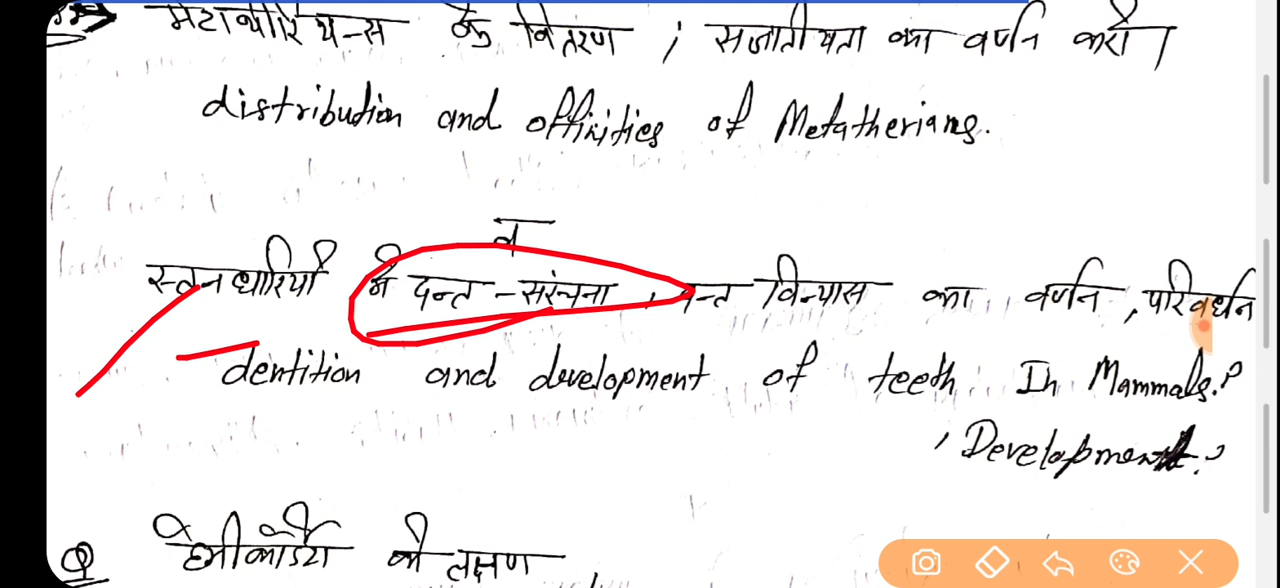 मेटाथीरियन्स के वितरण ; सजातीयता का वर्णन करो ।
distribution and affinities of Metatherians.
व
स्तनधारियों में दन्त - संरचना , दन्त विन्यास का वर्णन , परिवर्धन
dentition and development of teeth In Mammals.?
, Development.?
Q हेमीकॉर्डेटा के लक्षण ,